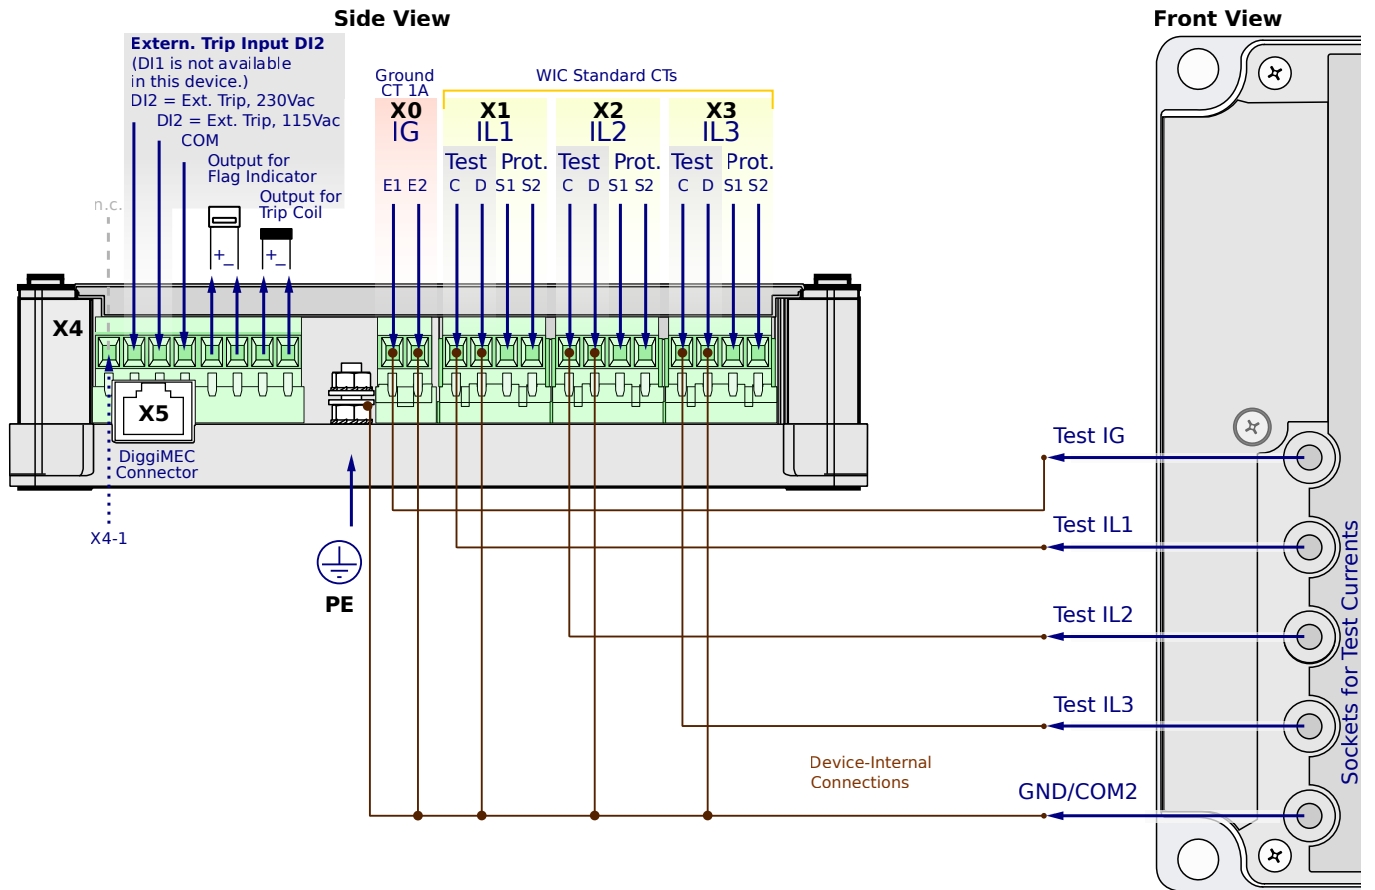 Side View
Front View
Extern. Trip Input DI2
(DI1 is not available
in this device.)
DI2 = Ext. Trip, 230Vac
DI2 = Ext. Trip, 115Vac
COM
Output for
Flag Indicator
Output for
Trip Coil
n.c.
+ −
+ −
Ground
CT 1A
WIC Standard CTs
X0
IG
X1
IL1
X2
IL2
X3
IL3
Test Prot.
Test Prot.
Test Prot.
E1 E2
C D S1 S2
C D S1 S2
C D S1 S2
X4
X5
DiggiMEC
Connector
X4-1
PE
Test IG
Test IL1
Test IL2
Test IL3
GND/COM2
Device-Internal
Connections
Sockets for Test Currents